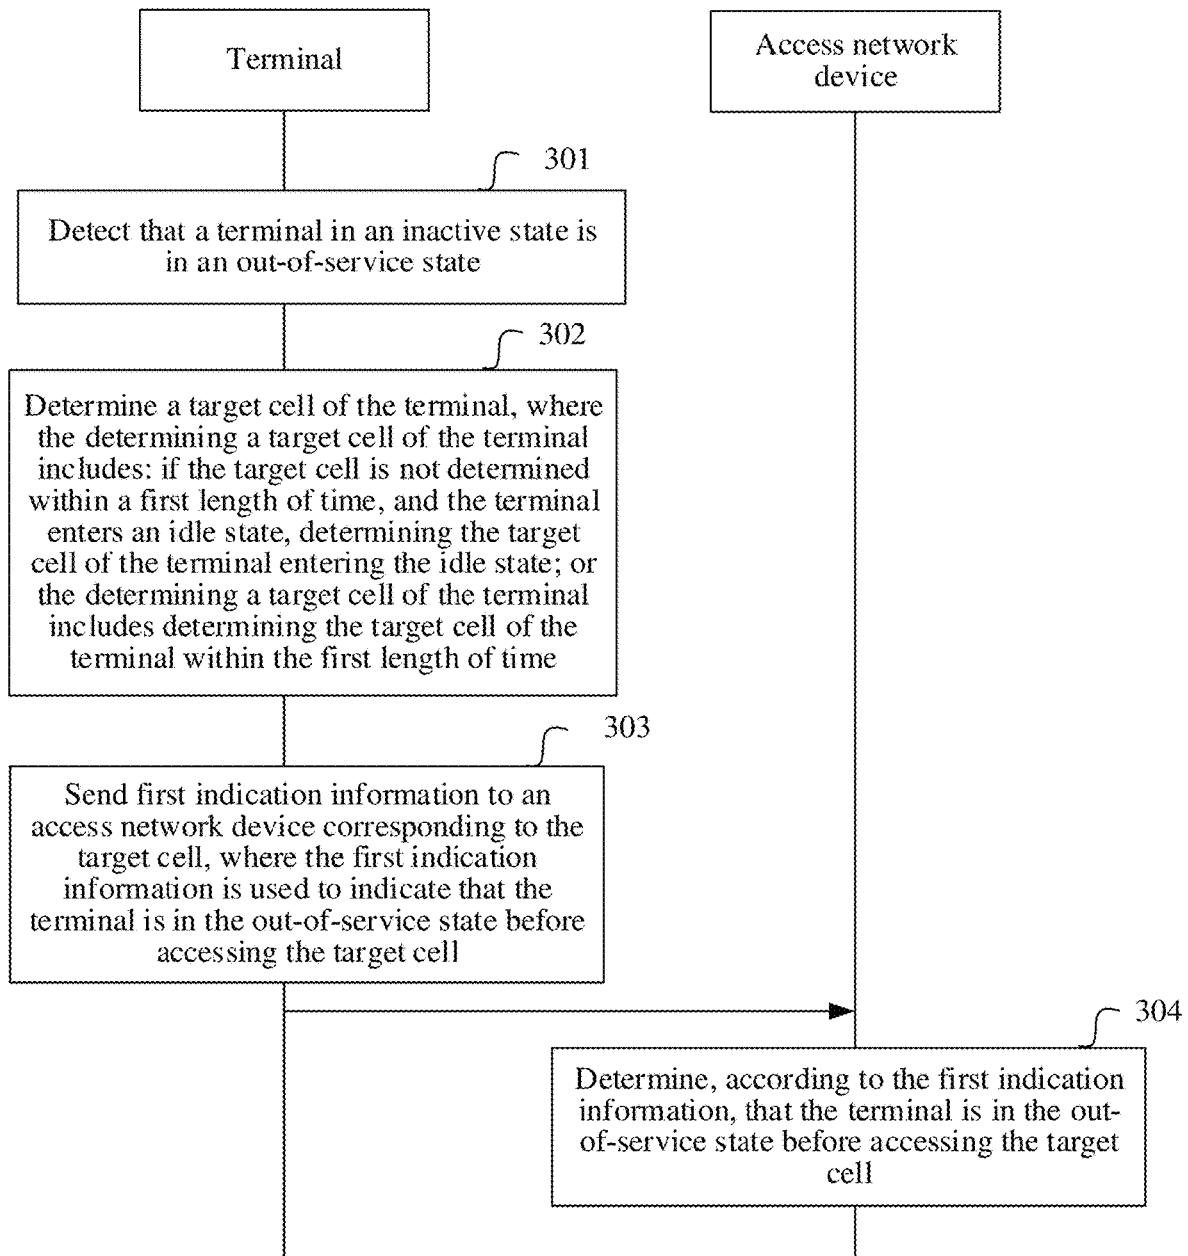 Terminal
Access network
device
301
Detect that a terminal in an inactive state is
in an out-of-service state
302
Determine a target cell of the terminal, where
the determining a target cell of the terminal
includes: if the target cell is not determined
within a first length of time, and the terminal
enters an idle state, determining the target
cell of the terminal entering the idle state; or
the determining a target cell of the terminal
includes determining the target cell of the
terminal within the first length of time
303
Send first indication information to an
access network device corresponding to the
target cell, where the first indication
information is used to indicate that the
terminal is in the out-of-service state before
accessing the target cell
304
Determine, according to the first indication
information, that the terminal is in the out-
of-service state before accessing the target
cell